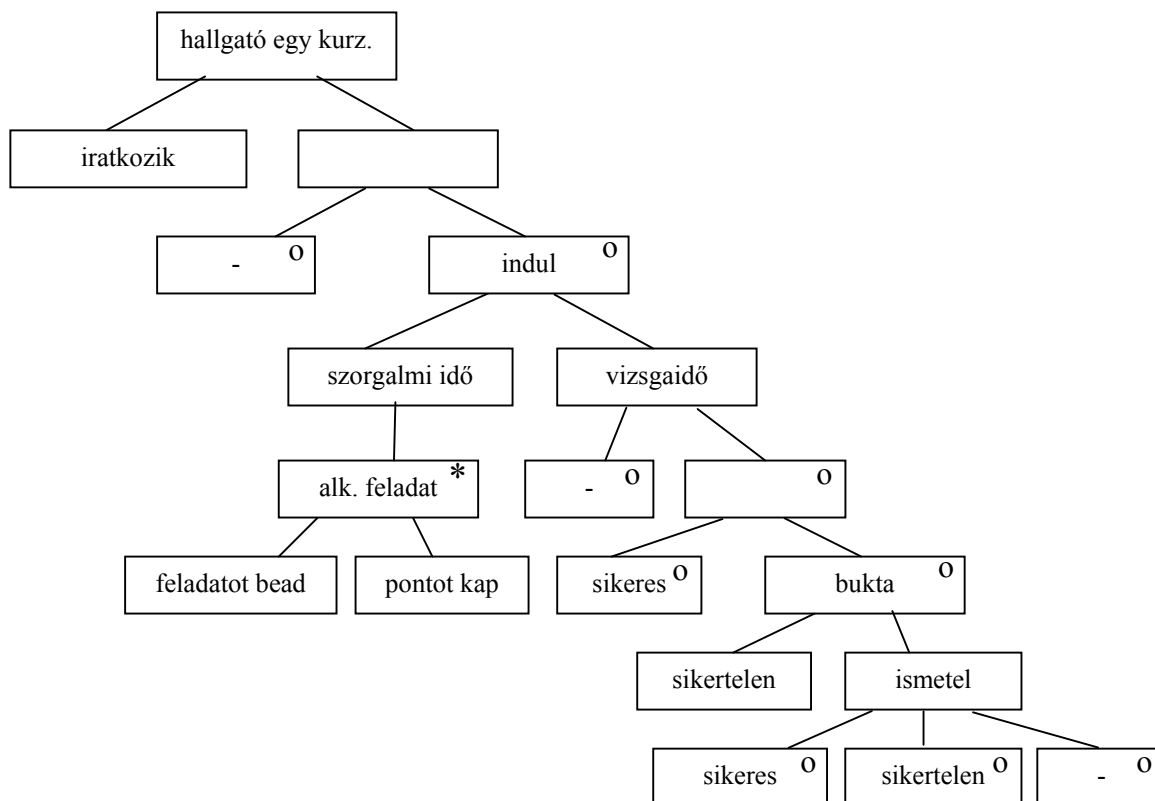 hallgató egy kurz.
iratkozik
- o
indul o
szorgalmi idő
vizsgaidő
alk. feladat *
- o
o
feladatot bead
pontot kap
sikeres o
bukta o
sikertelen
ismetel
sikeres o
sikertelen o
- o